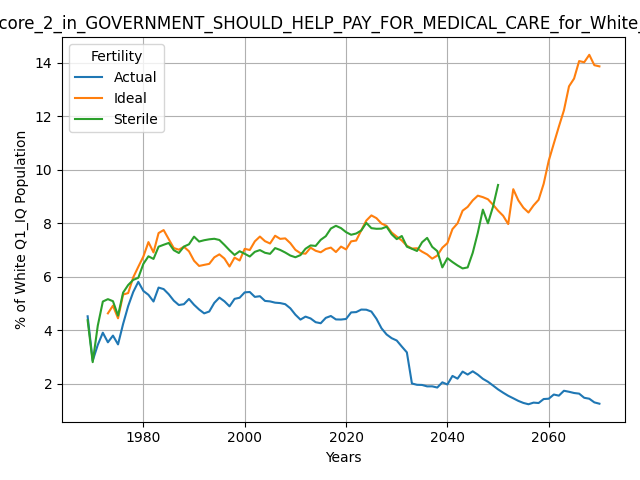 core_2_in_GOVERNMENT_SHOULD_HELP_PAY_FOR_MEDICAL_CARE_for_White_
Fertility
Actual
Ideal
Sterile
% of White Q1_IQ Population
14
12
10
8
6
4
2
1980
2000
2020
2040
2060
Years